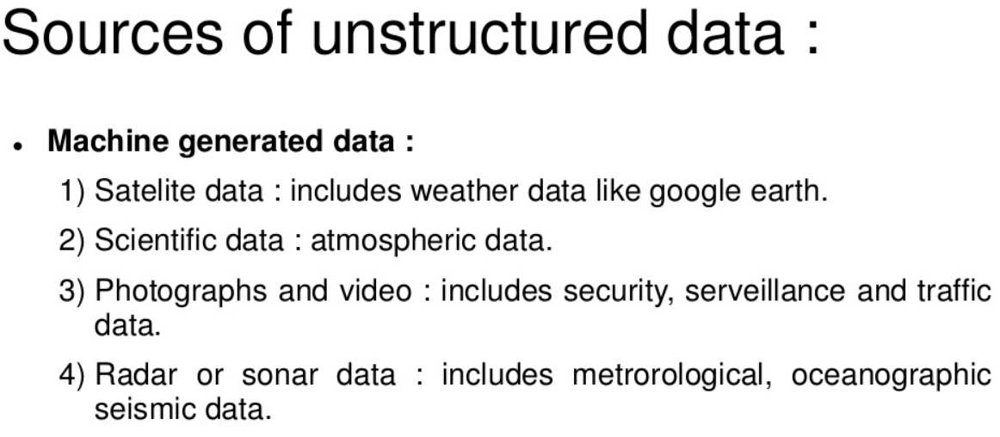 Sources of unstructured data :
• Machine generated data :
1) Satelite data : includes weather data like google earth.
2) Scientific data : atmospheric data.
3) Photographs and video : includes security, serveillance and traffic
data.
4) Radar or sonar data : includes metrorological, oceanographic
seismic data.